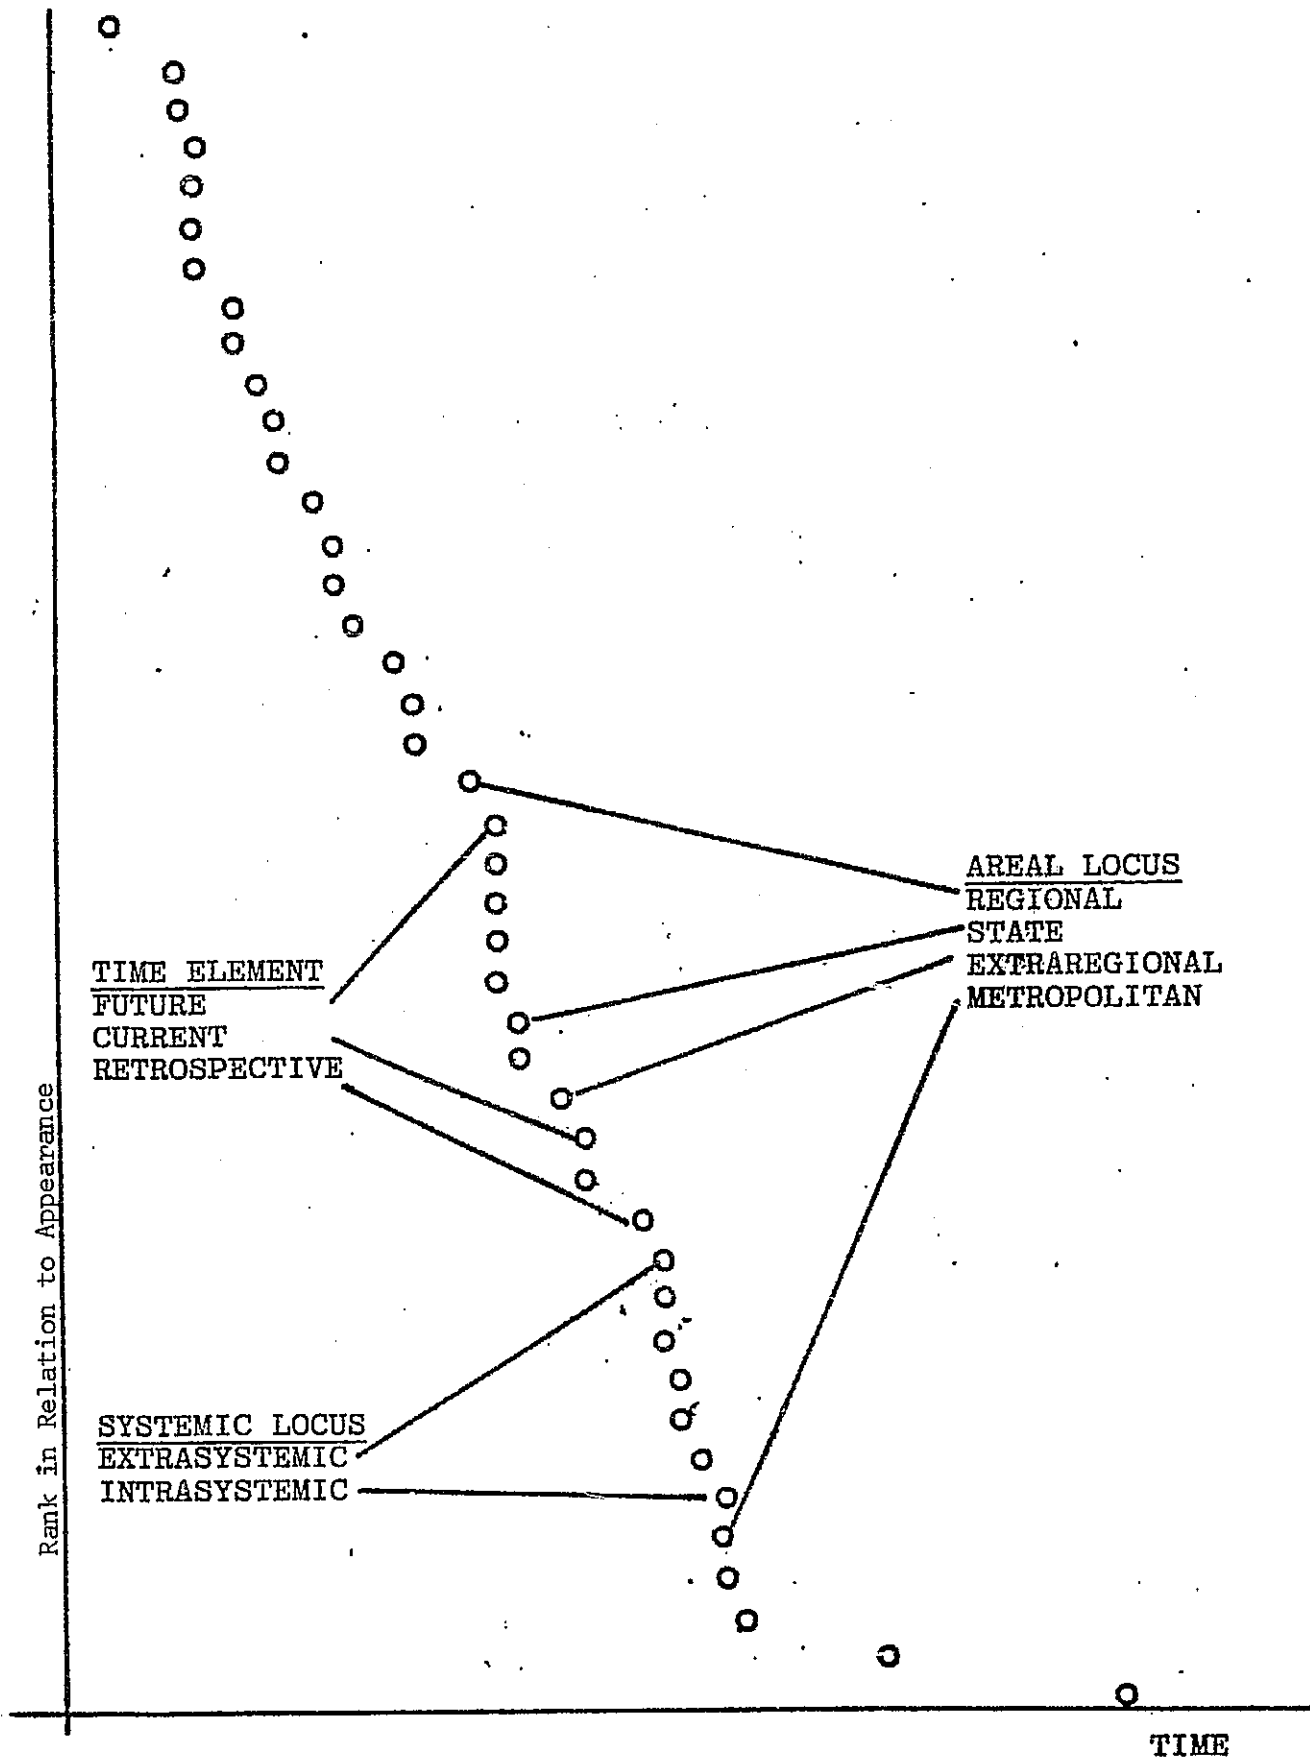 AREAL LOCUS
REGIONAL
STATE
EXTRAREGIONAL
METROPOLITAN
TIME ELEMENT
FUTURE
CURRENT
RETROSPECTIVE
Rank in Relation to Appearance
SYSTEMIC LOCUS
EXTRASYSTEMIC
INTRASYSTEMIC
TIME